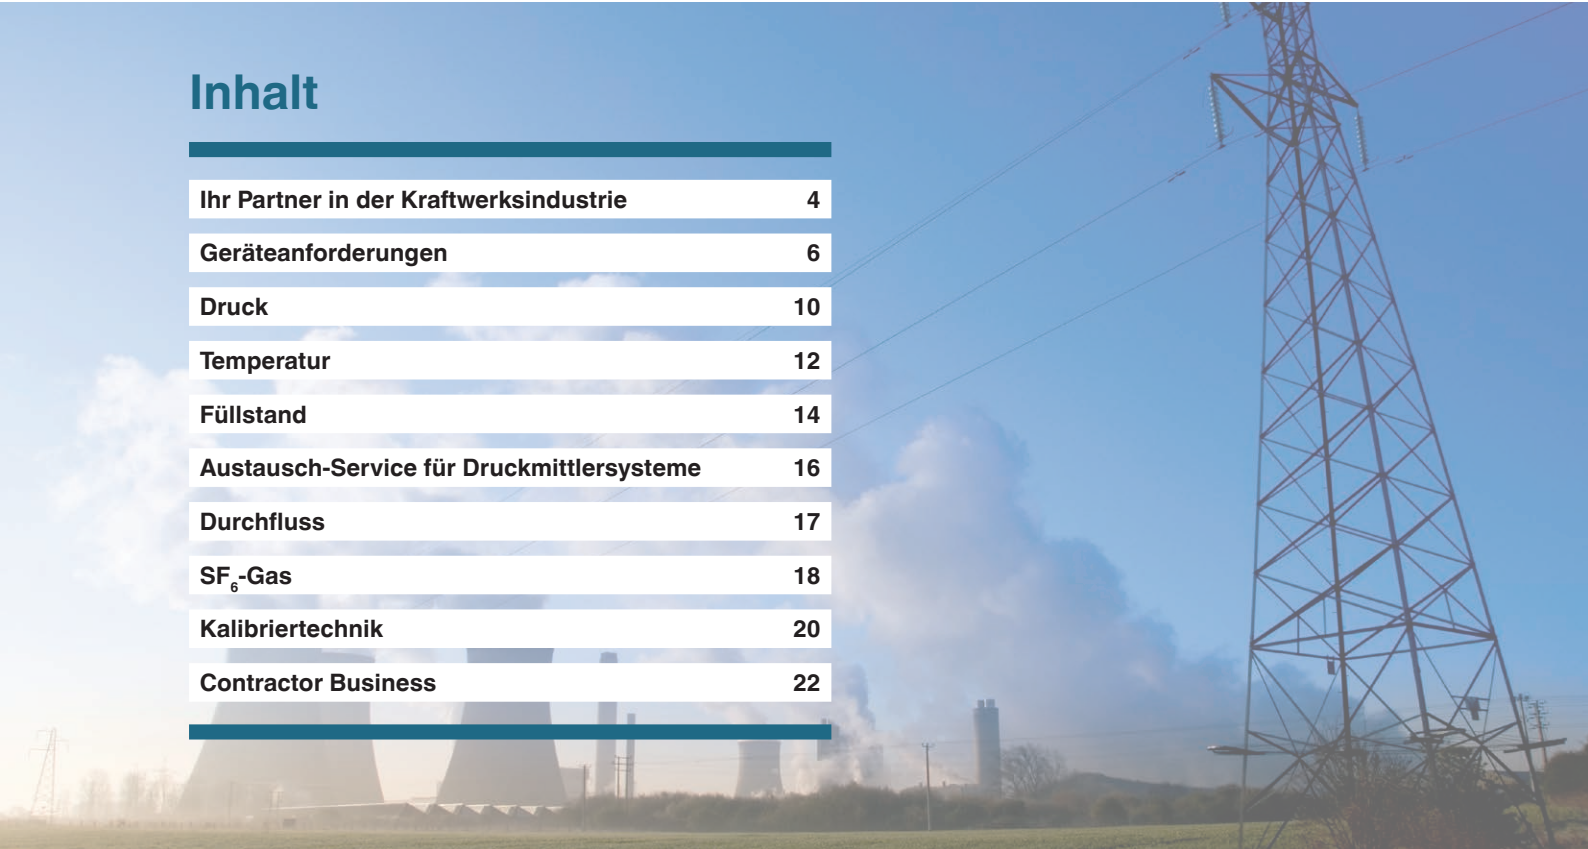 Inhalt
Ihr Partner in der Kraftwerksindustrie 4
Geräteanforderungen 6
Druck 10
Temperatur 12
Füllstand 14
Austausch-Service für Druckmittlersysteme 16
Durchfluss 17
SF₆-Gas 18
Kalibriertechnik 20
Contractor Business 22